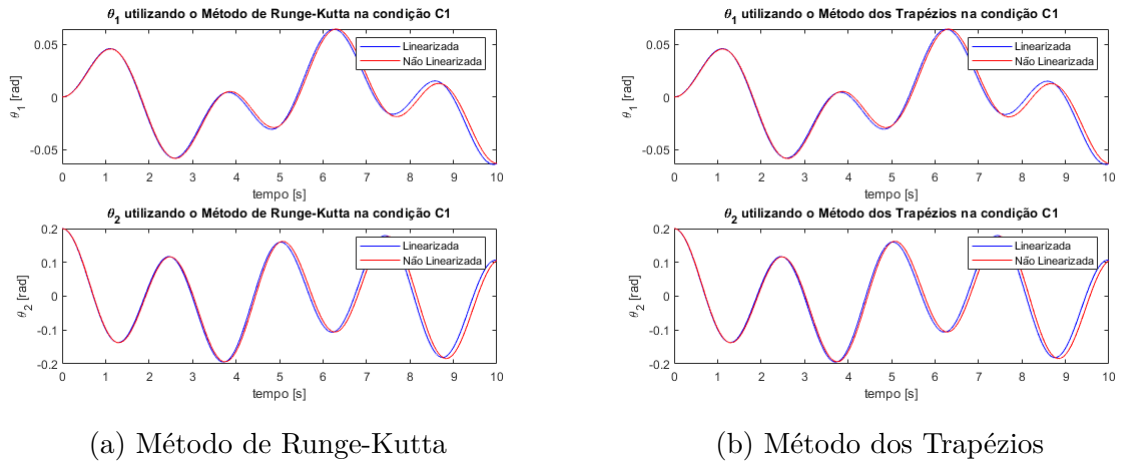 θ1 utilizando o Método de Runge-Kutta na condição C1
0.05
0
-0.05
θ1 [rad]
Linearizada
Não Linearizada
0 1 2 3 4 5 6 7 8 9 10
tempo [s]
θ2 utilizando o Método de Runge-Kutta na condição C1
0.2
0.1
0
-0.1
-0.2
θ2 [rad]
Linearizada
Não Linearizada
0 1 2 3 4 5 6 7 8 9 10
tempo [s]
(a) Método de Runge-Kutta
θ1 utilizando o Método dos Trapézios na condição C1
0.05
0
-0.05
θ1 [rad]
Linearizada
Não Linearizada
0 1 2 3 4 5 6 7 8 9 10
tempo [s]
θ2 utilizando o Método dos Trapézios na condição C1
0.2
0.1
0
-0.1
-0.2
θ2 [rad]
Linearizada
Não Linearizada
0 1 2 3 4 5 6 7 8 9 10
tempo [s]
(b) Método dos Trapézios